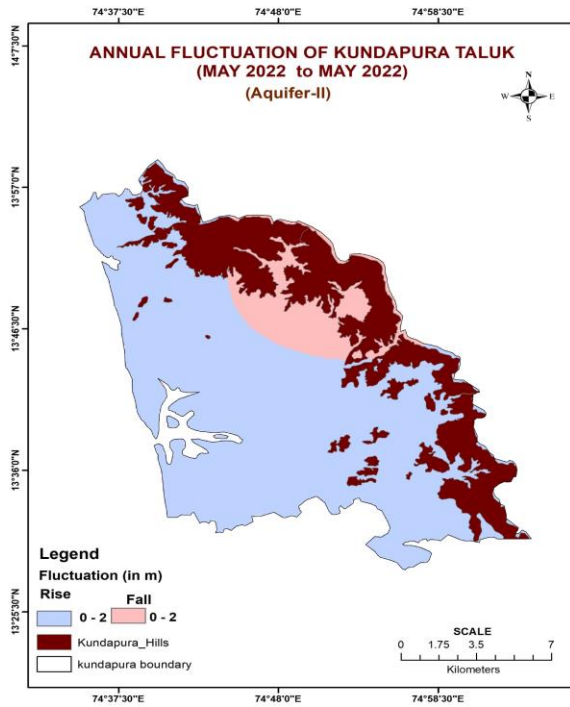 74°37'30"E 74°48'0"E 74°58'30"E
ANNUAL FLUCTUATION OF KUNDAPURA TALUK
(MAY 2022 to MAY 2022)
(Aquifer-II)
N
W E
S
14°7'30"N
13°57'0"N
13°36'0"N
13°25'30"N
Legend
Fluctuation (in m)
Rise Fall
0 - 2 0 - 2
Kundapura_Hills
kundapura boundary
SCALE
0 1.75 3.5 7
Kilometers
74°37'30"E 74°48'0"E 74°58'30"E